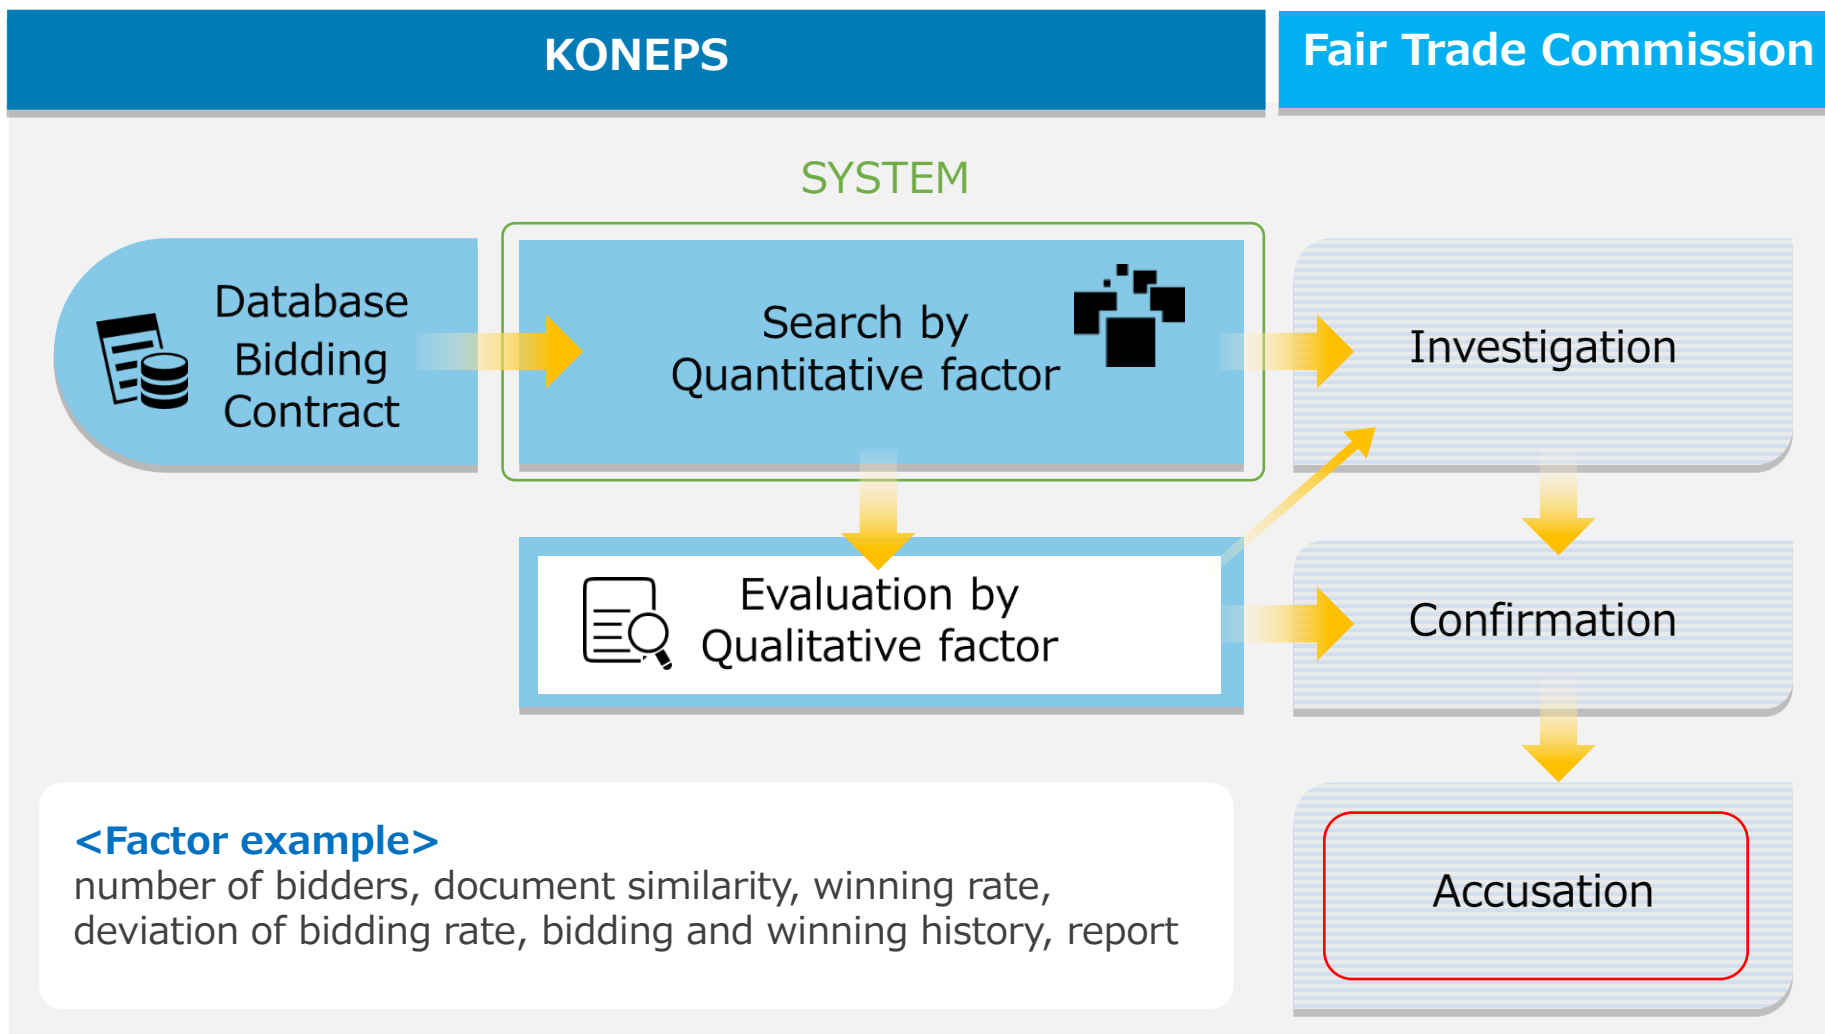 KONEPS
Fair Trade Commission
SYSTEM
Database
Bidding
Contract
Search by
Quantitative factor
Investigation
Evaluation by
Qualitative factor
Confirmation
<Factor example>
number of bidders, document similarity, winning rate,
deviation of bidding rate, bidding and winning history, report
Accusation